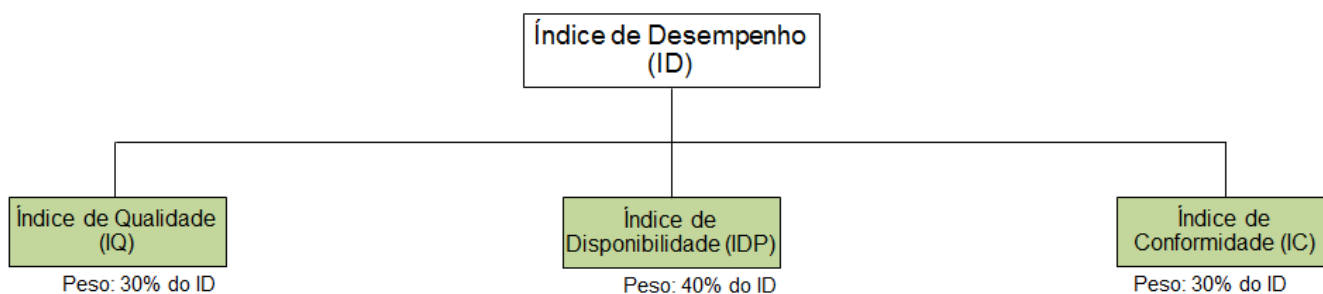 Índice de Desempenho
(ID)
Índice de Qualidade
(IQ)
Peso: 30% do ID
Índice de
Disponibilidade (IDP)
Peso: 40% do ID
Índice de
Conformidade (IC)
Peso: 30% do ID